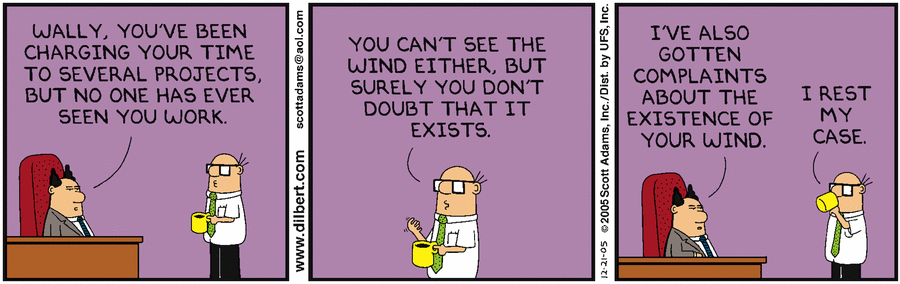 WALLY, YOU'VE BEEN
CHARGING YOUR TIME
TO SEVERAL PROJECTS,
BUT NO ONE HAS EVER
SEEN YOU WORK.
www.dilbert.com scottadams@aol.com
YOU CAN'T SEE THE
WIND EITHER, BUT
SURELY YOU DON'T
DOUBT THAT IT
EXISTS.
12-21-05 © 2005 Scott Adams, Inc./Dist. by UFS, Inc.
I'VE ALSO
GOTTEN
COMPLAINTS
ABOUT THE
EXISTENCE OF
YOUR WIND.
I REST
MY
CASE.